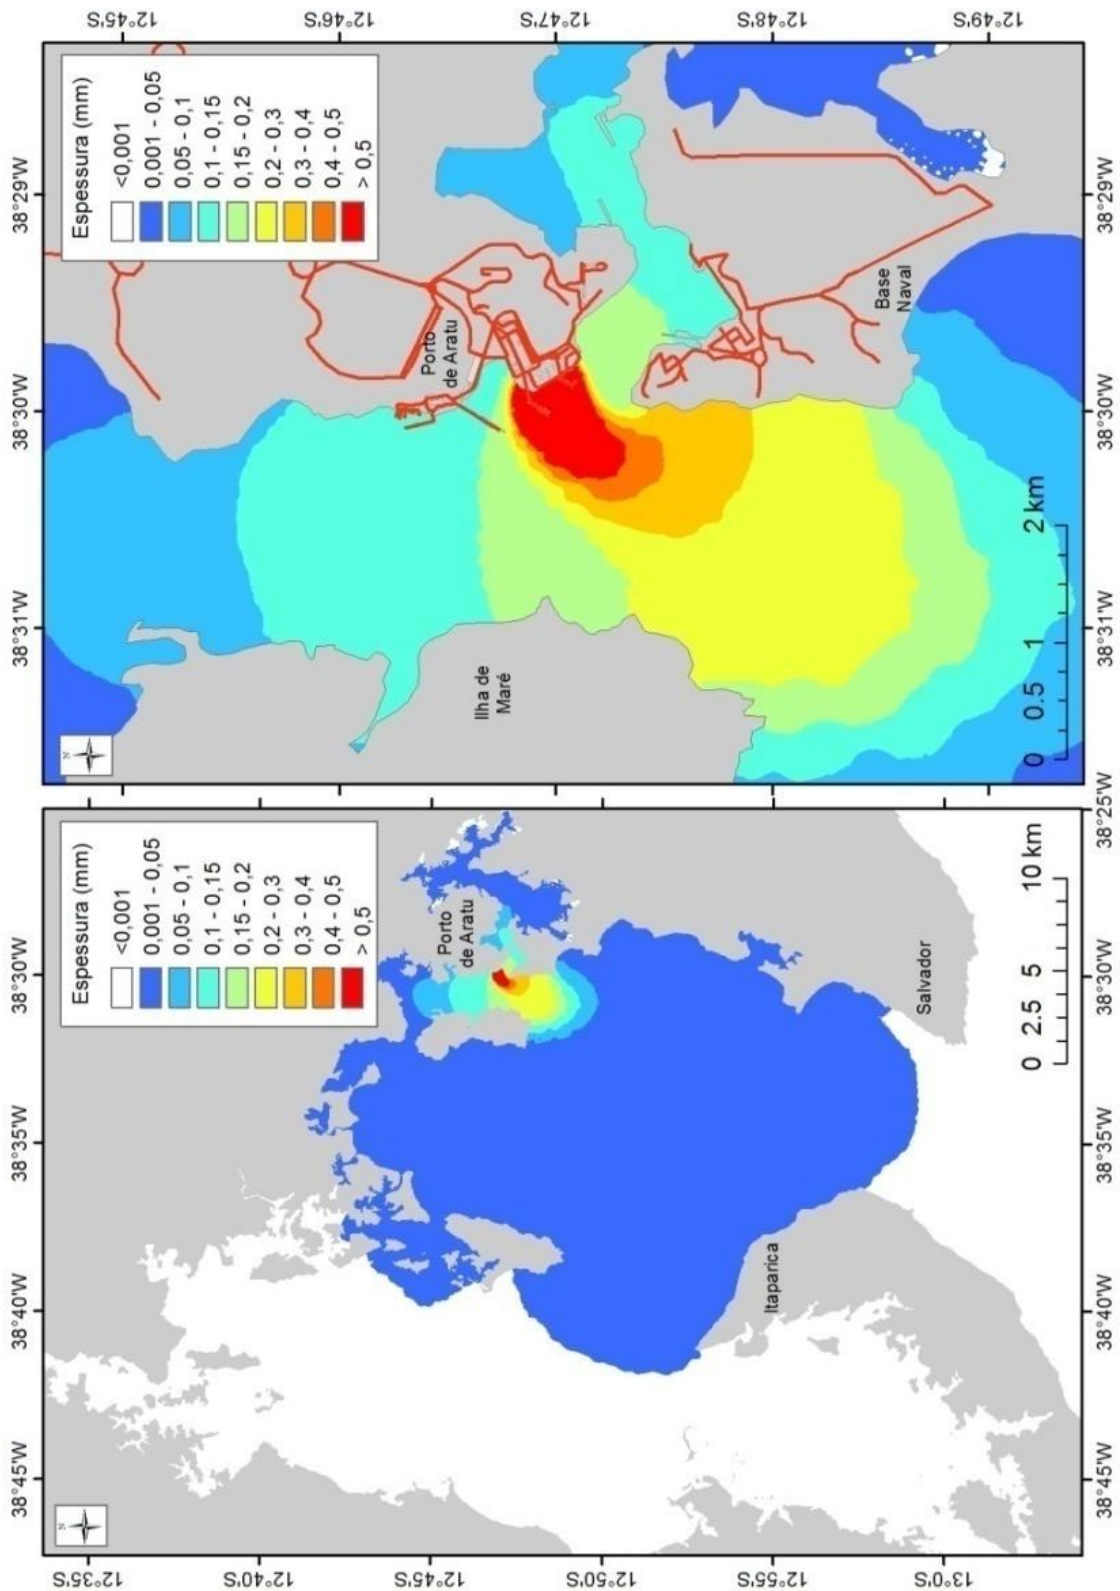 38°45'W 38°40'W 38°35'W 38°30'W
12°35'S
12°40'S
12°45'S
12°50'S
12°55'S
13°0'S
N
Espessura (mm)
<0,001
0,001 - 0,05
0,05 - 0,1
0,1 - 0,15
0,15 - 0,2
0,2 - 0,3
0,3 - 0,4
0,4 - 0,5
> 0,5
Porto
de Aratu
Itaparica
Salvador
0 2.5 5 10 km
38°45'W 38°40'W 38°35'W 38°30'W 38°25'W
38°31'W 38°30'W 38°29'W
N
Espessura (mm)
<0,001
0,001 - 0,05
0,05 - 0,1
0,1 - 0,15
0,15 - 0,2
0,2 - 0,3
0,3 - 0,4
0,4 - 0,5
> 0,5
Porto
de Aratu
Ilha de
Maré
Base
Naval
0 0.5 1 2 km
12°45'S
12°46'S
12°47'S
12°48'S
12°49'S
38°31'W 38°30'W 38°29'W